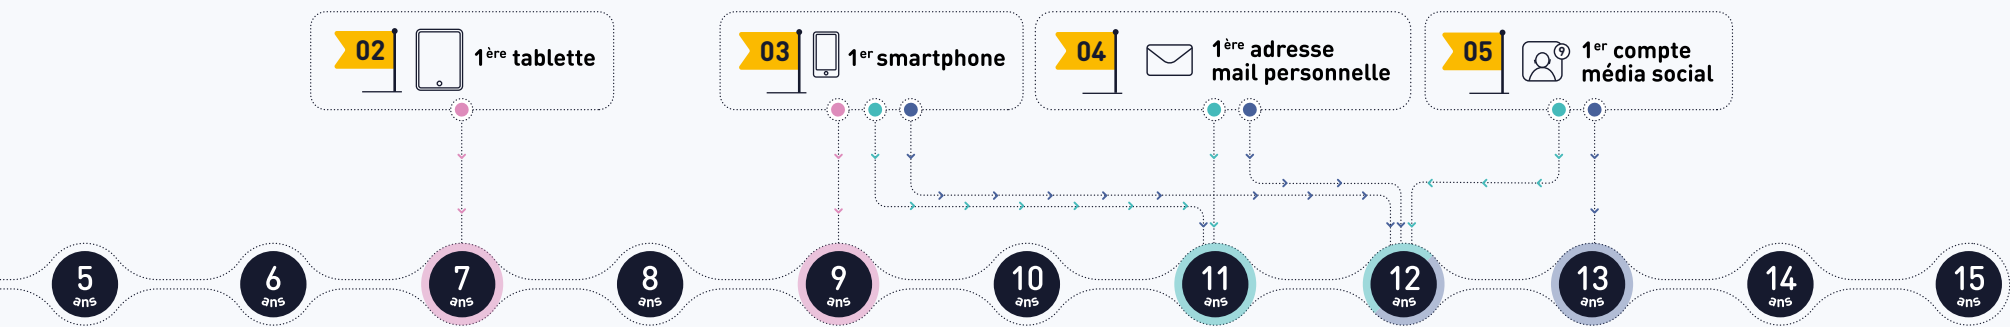 02
1ère tablette
03
1er smartphone
04
1ère adresse
mail personnelle
05
9
1er compte
média social
5
ans
6
ans
7
ans
8
ans
9
ans
10
ans
11
ans
12
ans
13
ans
14
ans
15
ans